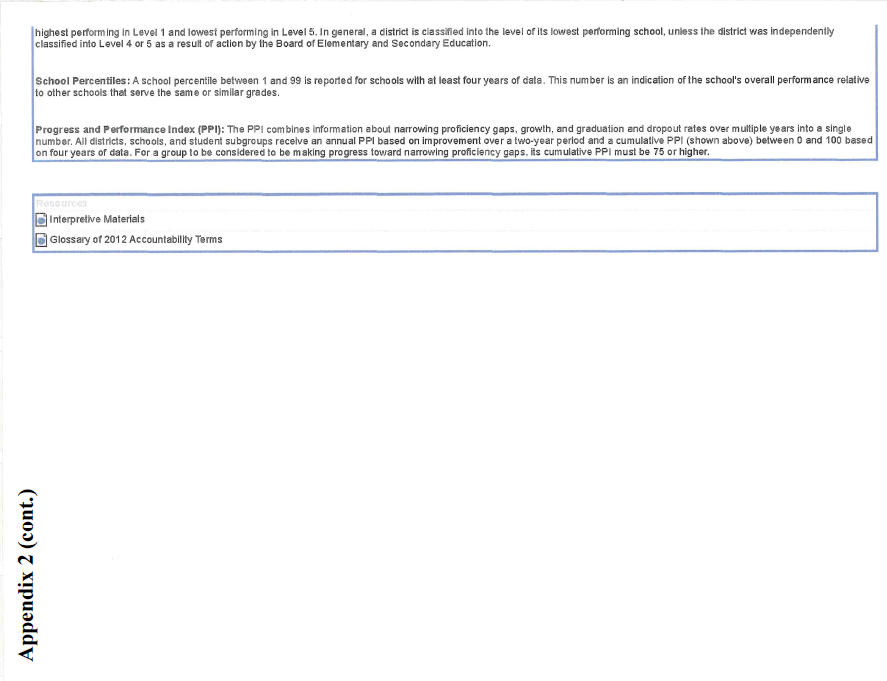 highest performing in Level 1 and lowest performing in Level 5. In general, a district is classified into the level of its lowest performing school, unless the district was independently
classified into Level 4 or 5 as a result of action by the Board of Elementary and Secondary Education.
School Percentiles: A school percentile between 1 and 99 is reported for schools with at least four years of data. This number is an indication of the school's overall performance relative
to other schools that serve the same or similar grades.
Progress and Performance Index (PPI): The PPI combines information about narrowing proficiency gaps, growth, and graduation and dropout rates over multiple years into a single
number. All districts, schools, and student subgroups receive an annual PPI based on improvement over a two-year period and a cumulative PPI (shown above) between 0 and 100 based
on four years of data. For a group to be considered to be making progress toward narrowing proficiency gaps, its cumulative PPI must be 75 or higher.
Resources
Interpretive Materials
Glossary of 2012 Accountability Terms
Appendix 2 (cont.)